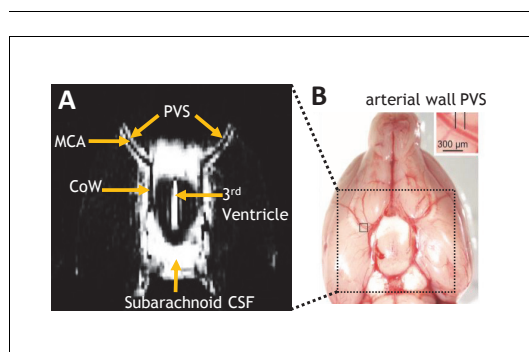 A
PVS
MCA
CoW
3rd
Ventricle
Subarachnoid CSF
B
arterial wall PVS
300 µm